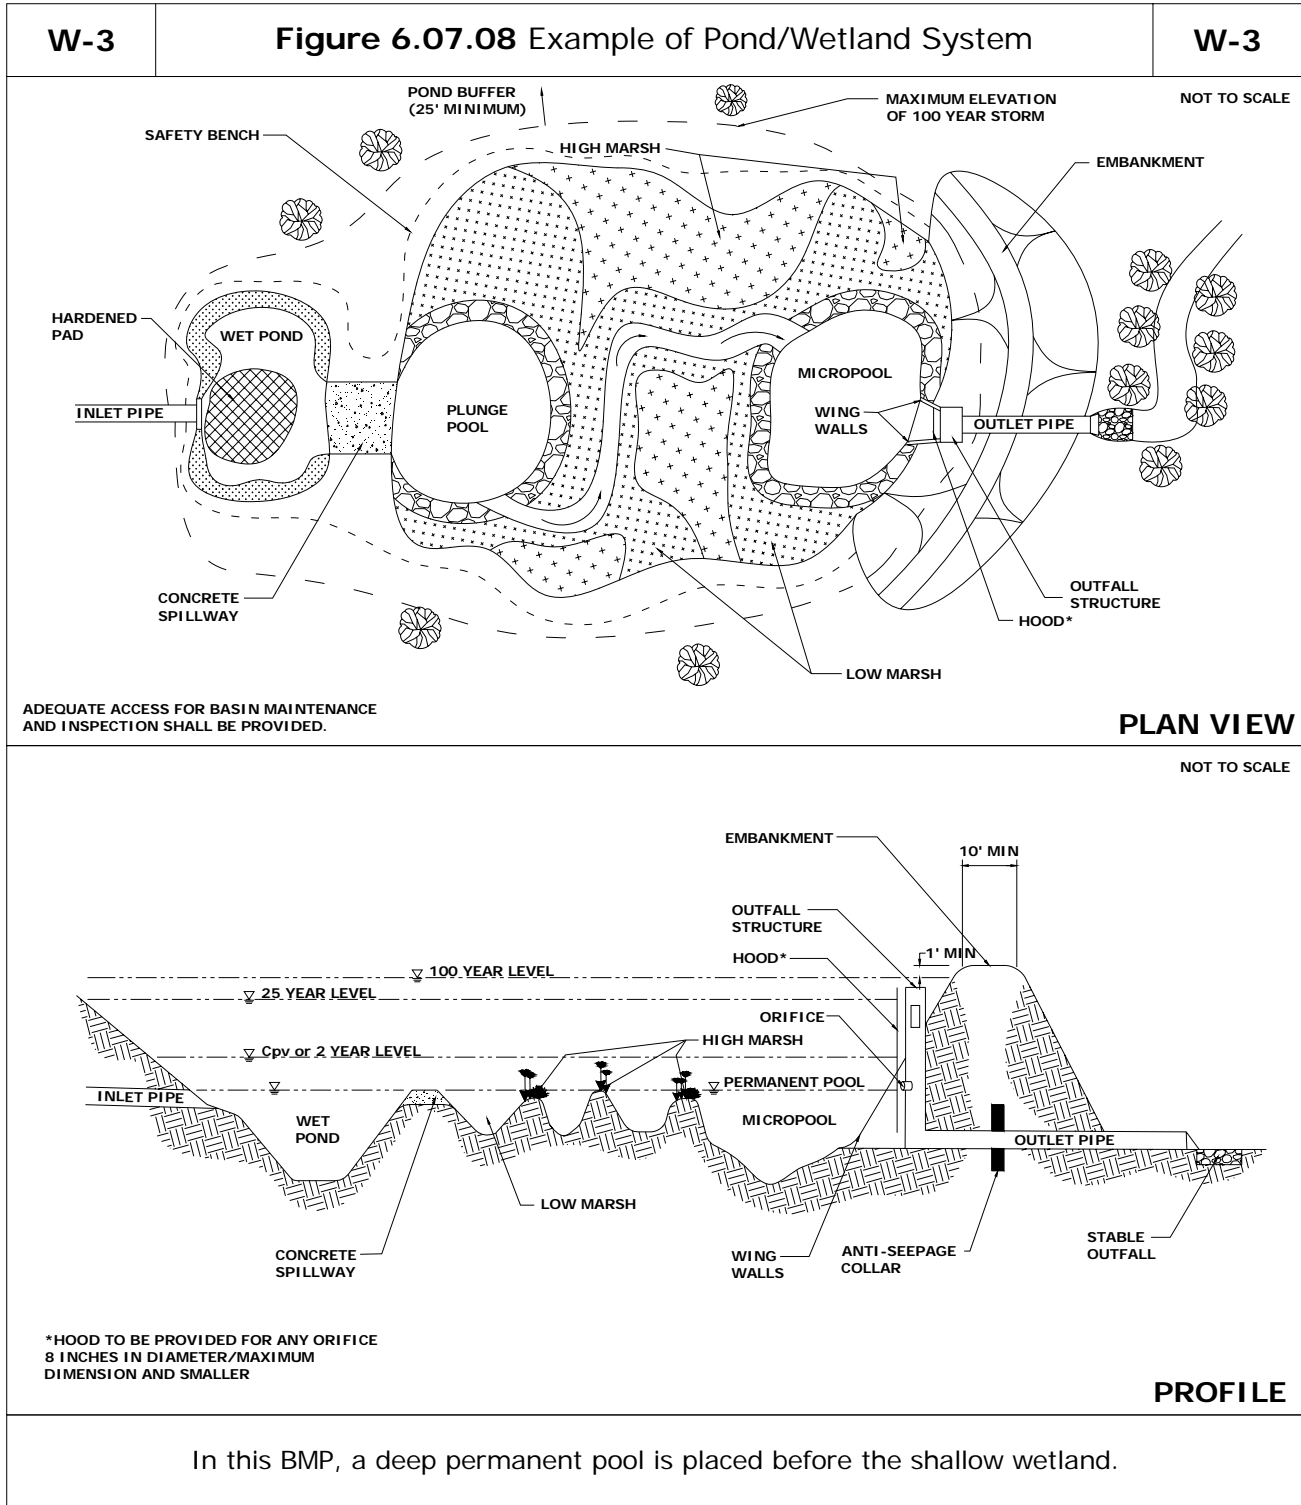 W-3
Figure 6.07.08 Example of Pond/Wetland System
W-3
POND BUFFER
(25' MINIMUM)
MAXIMUM ELEVATION
OF 100 YEAR STORM
NOT TO SCALE
SAFETY BENCH
HIGH MARSH
EMBANKMENT
HARDENED
PAD
WET POND
MICROPOOL
INLET PIPE
PLUNGE
POOL
WING
WALLS
OUTLET PIPE
CONCRETE
SPILLWAY
OUTFALL
STRUCTURE
HOOD*
LOW MARSH
ADEQUATE ACCESS FOR BASIN MAINTENANCE
AND INSPECTION SHALL BE PROVIDED.
PLAN VIEW
NOT TO SCALE
EMBANKMENT
10' MIN
OUTFALL
STRUCTURE
HOOD*
1' MIN
100 YEAR LEVEL
25 YEAR LEVEL
ORIFICE
HIGH MARSH
Cpv or 2 YEAR LEVEL
PERMANENT POOL
INLET PIPE
WET
POND
MICROPOOL
OUTLET PIPE
LOW MARSH
CONCRETE
SPILLWAY
WING
WALLS
ANTI-SEEPAGE
COLLAR
STABLE
OUTFALL
*HOOD TO BE PROVIDED FOR ANY ORIFICE
8 INCHES IN DIAMETER/MAXIMUM
DIMENSION AND SMALLER
PROFILE
In this BMP, a deep permanent pool is placed before the shallow wetland.